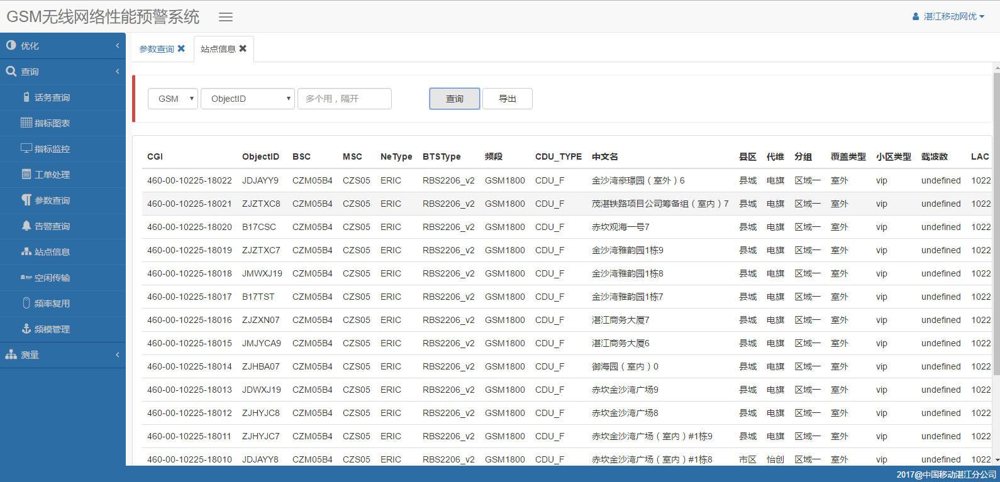 GSM无线网络性能预警系统
湛江移动网优
优化
查询
话务查询
指标图表
指标监控
工单处理
参数查询
告警查询
站点信息
空闲传输
频率复用
频模管理
测量
参数查询 ✖ 站点信息 ✖
GSM ObjectID 多个用，隔开 查询 导出
CGI ObjectID BSC MSC NeType BTSType 频段 CDU_TYPE 中文名 县区 代维 分组 覆盖类型 小区类型 载波数 LAC
460-00-10225-18022 JDJAYY9 CZM05B4 CZS05 ERIC RBS2206_v2 GSM1800 CDU_F 金沙湾豪璟园（室外）6 县城 电旗 区域一 室外 vip undefined 1022
460-00-10225-18021 ZJZTXC8 CZM05B4 CZS05 ERIC RBS2206_v2 GSM1800 CDU_F 茂湛铁路项目公司筹备组（室内）7 县城 电旗 区域一 室外 vip undefined 1022
460-00-10225-18020 B17CSC CZM05B4 CZS05 ERIC RBS2206_v2 GSM1800 CDU_F 赤坎观海一号7 县城 电旗 区域一 室外 vip undefined 1022
460-00-10225-18019 ZJZTXC7 CZM05B4 CZS05 ERIC RBS2206_v2 GSM1800 CDU_F 金沙湾雅韵园1栋9 县城 电旗 区域一 室外 vip undefined 1022
460-00-10225-18018 JMWXJ19 CZM05B4 CZS05 ERIC RBS2206_v2 GSM1800 CDU_F 金沙湾雅韵园1栋8 县城 电旗 区域一 室外 vip undefined 1022
460-00-10225-18017 B17TST CZM05B4 CZS05 ERIC RBS2206_v2 GSM1800 CDU_F 金沙湾雅韵园1栋7 县城 电旗 区域一 室外 vip undefined 1022
460-00-10225-18016 ZJZXN07 CZM05B4 CZS05 ERIC RBS2206_v2 GSM1800 CDU_F 湛江商务大厦7 县城 电旗 区域一 室外 vip undefined 1022
460-00-10225-18015 JMJYCA9 CZM05B4 CZS05 ERIC RBS2206_v2 GSM1800 CDU_F 湛江商务大厦6 县城 电旗 区域一 室外 vip undefined 1022
460-00-10225-18014 ZJHBA07 CZM05B4 CZS05 ERIC RBS2206_v2 GSM1800 CDU_F 御海园（室内）0 县城 电旗 区域一 室外 vip undefined 1022
460-00-10225-18013 JDWXJ19 CZM05B4 CZS05 ERIC RBS2206_v2 GSM1800 CDU_F 赤坎金沙湾广场9 县城 电旗 区域一 室外 vip undefined 1022
460-00-10225-18012 ZJHYJC8 CZM05B4 CZS05 ERIC RBS2206_v2 GSM1800 CDU_F 赤坎金沙湾广场8 县城 电旗 区域一 室外 vip undefined 1022
460-00-10225-18011 ZJHYJC7 CZM05B4 CZS05 ERIC RBS2206_v2 GSM1800 CDU_F 赤坎金沙湾广场（室内）#1栋9 县城 电旗 区域一 室外 vip undefined 1022
460-00-10225-18010 JDJAYY8 CZM05B4 CZS05 ERIC RBS2206_v2 GSM1800 CDU_F 赤坎金沙湾广场（室内）#1栋8 市区 怡创 区域一 室外 vip undefined 1022
2017@中国移动湛江分公司